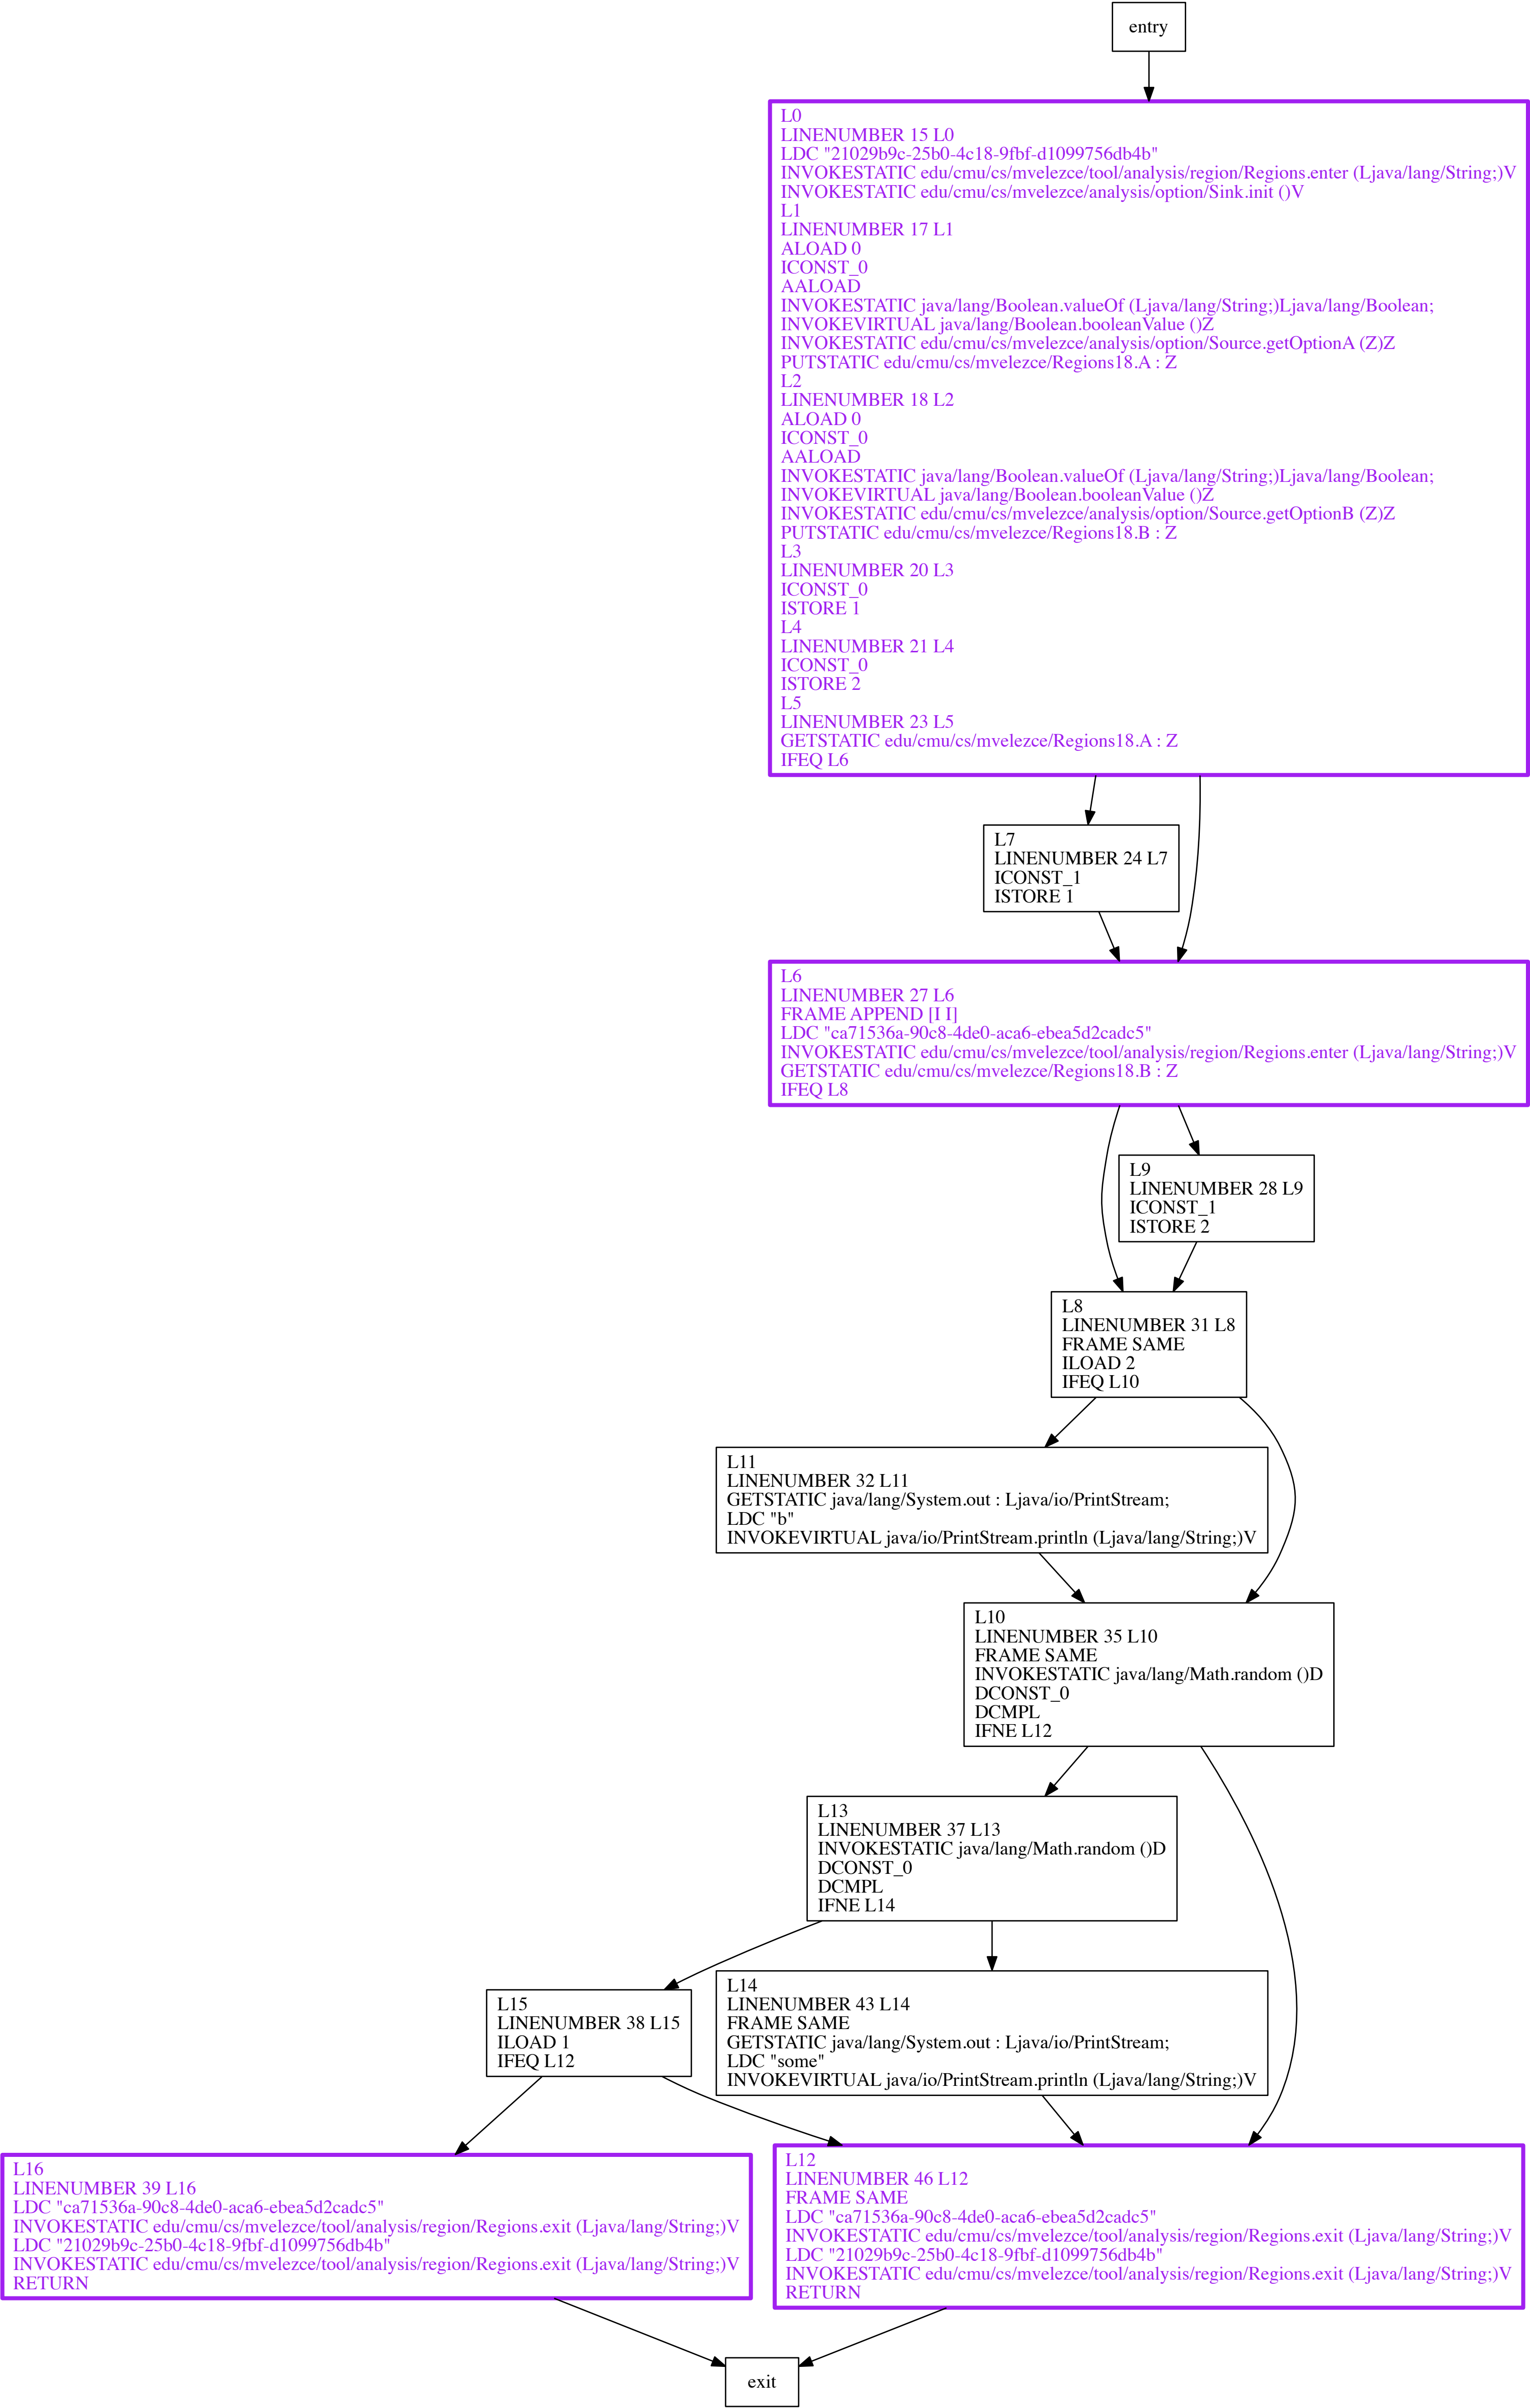 entry
L0
LINENUMBER 15 L0
LDC "21029b9c-25b0-4c18-9fbf-d1099756db4b"
INVOKESTATIC edu/cmu/cs/mvelezce/tool/analysis/region/Regions.enter (Ljava/lang/String;)V
INVOKESTATIC edu/cmu/cs/mvelezce/analysis/option/Sink.init ()V
L1
LINENUMBER 17 L1
ALOAD 0
ICONST_0
AALOAD
INVOKESTATIC java/lang/Boolean.valueOf (Ljava/lang/String;)Ljava/lang/Boolean;
INVOKEVIRTUAL java/lang/Boolean.booleanValue ()Z
INVOKESTATIC edu/cmu/cs/mvelezce/analysis/option/Source.getOptionA (Z)Z
PUTSTATIC edu/cmu/cs/mvelezce/Regions18.A : Z
L2
LINENUMBER 18 L2
ALOAD 0
ICONST_0
AALOAD
INVOKESTATIC java/lang/Boolean.valueOf (Ljava/lang/String;)Ljava/lang/Boolean;
INVOKEVIRTUAL java/lang/Boolean.booleanValue ()Z
INVOKESTATIC edu/cmu/cs/mvelezce/analysis/option/Source.getOptionB (Z)Z
PUTSTATIC edu/cmu/cs/mvelezce/Regions18.B : Z
L3
LINENUMBER 20 L3
ICONST_0
ISTORE 1
L4
LINENUMBER 21 L4
ICONST_0
ISTORE 2
L5
LINENUMBER 23 L5
GETSTATIC edu/cmu/cs/mvelezce/Regions18.A : Z
IFEQ L6
L7
LINENUMBER 24 L7
ICONST_1
ISTORE 1
L6
LINENUMBER 27 L6
FRAME APPEND [I I]
LDC "ca71536a-90c8-4de0-aca6-ebea5d2cadc5"
INVOKESTATIC edu/cmu/cs/mvelezce/tool/analysis/region/Regions.enter (Ljava/lang/String;)V
GETSTATIC edu/cmu/cs/mvelezce/Regions18.B : Z
IFEQ L8
L9
LINENUMBER 28 L9
ICONST_1
ISTORE 2
L8
LINENUMBER 31 L8
FRAME SAME
ILOAD 2
IFEQ L10
L11
LINENUMBER 32 L11
GETSTATIC java/lang/System.out : Ljava/io/PrintStream;
LDC "b"
INVOKEVIRTUAL java/io/PrintStream.println (Ljava/lang/String;)V
L10
LINENUMBER 35 L10
FRAME SAME
INVOKESTATIC java/lang/Math.random ()D
DCONST_0
DCMPL
IFNE L12
L13
LINENUMBER 37 L13
INVOKESTATIC java/lang/Math.random ()D
DCONST_0
DCMPL
IFNE L14
L15
LINENUMBER 38 L15
ILOAD 1
IFEQ L12
L14
LINENUMBER 43 L14
FRAME SAME
GETSTATIC java/lang/System.out : Ljava/io/PrintStream;
LDC "some"
INVOKEVIRTUAL java/io/PrintStream.println (Ljava/lang/String;)V
L16
LINENUMBER 39 L16
LDC "ca71536a-90c8-4de0-aca6-ebea5d2cadc5"
INVOKESTATIC edu/cmu/cs/mvelezce/tool/analysis/region/Regions.exit (Ljava/lang/String;)V
LDC "21029b9c-25b0-4c18-9fbf-d1099756db4b"
INVOKESTATIC edu/cmu/cs/mvelezce/tool/analysis/region/Regions.exit (Ljava/lang/String;)V
RETURN
L12
LINENUMBER 46 L12
FRAME SAME
LDC "ca71536a-90c8-4de0-aca6-ebea5d2cadc5"
INVOKESTATIC edu/cmu/cs/mvelezce/tool/analysis/region/Regions.exit (Ljava/lang/String;)V
LDC "21029b9c-25b0-4c18-9fbf-d1099756db4b"
INVOKESTATIC edu/cmu/cs/mvelezce/tool/analysis/region/Regions.exit (Ljava/lang/String;)V
RETURN
exit